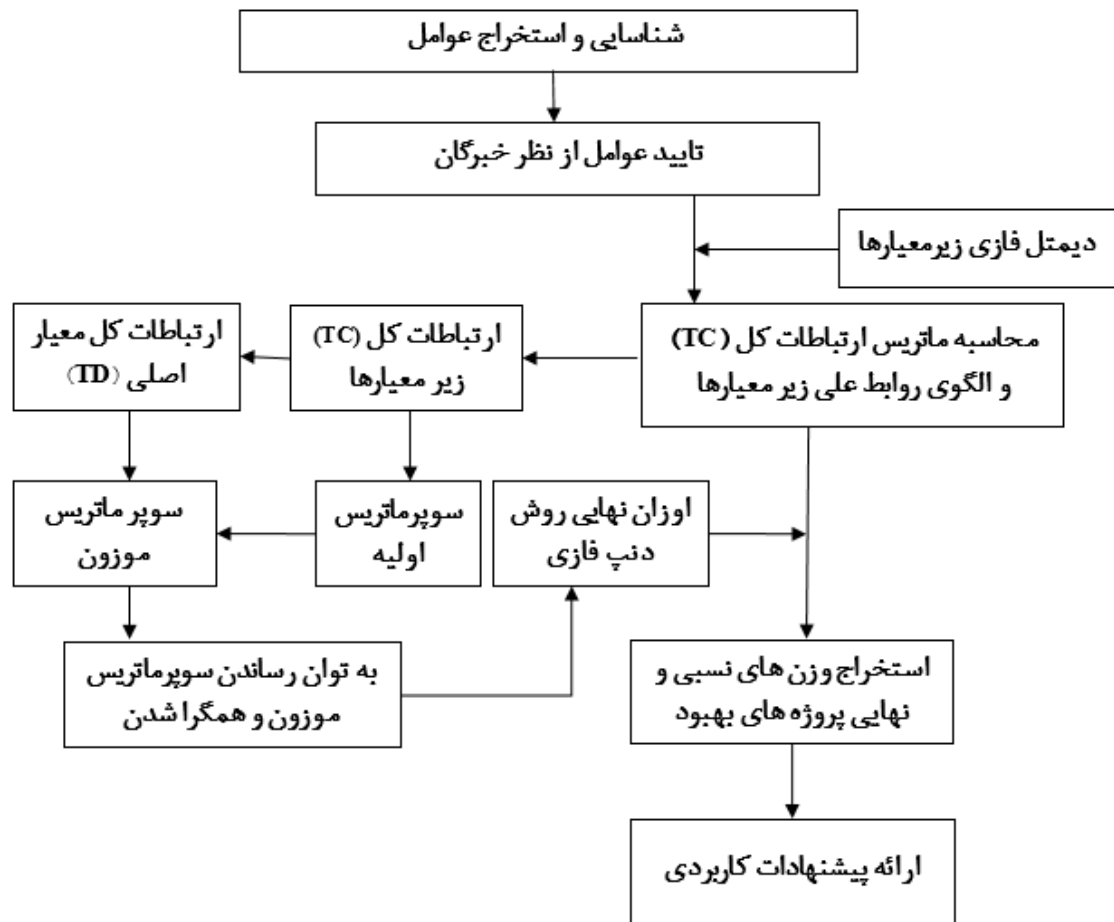 شناسایی و استخراج عوامل
تایید عوامل از نظر خبرگان
دیمتل فازی زیرمعیارها
محاسبه ماتریس ارتباطات کل (TC)
و الگوی روابط علی زیر معیارها
ارتباطات کل (TC)
زیر معیارها
ارتباطات کل معیار
اصلی (TD)
سوپر ماتریس
موزون
سوپرماتریس
اولیه
اوزان نهایی روش
دنپ فازی
به توان رساندن سوپرماتریس
موزون و همگرا شدن
استخراج وزن های نسبی و
نهایی پروژه های بهبود
ارائه پیشنهادات کاربردی